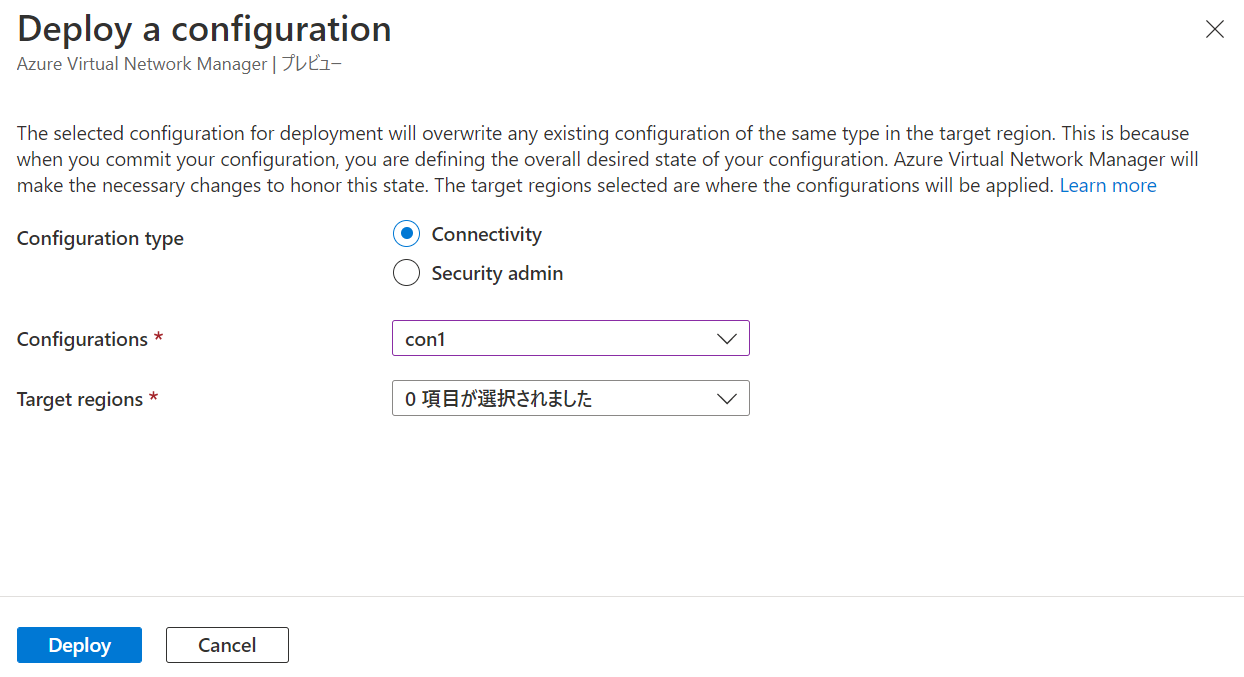 Deploy a configuration
Azure Virtual Network Manager | プレビュー
The selected configuration for deployment will overwrite any existing configuration of the same type in the target region. This is because
when you commit your configuration, you are defining the overall desired state of your configuration. Azure Virtual Network Manager will
make the necessary changes to honor this state. The target regions selected are where the configurations will be applied. Learn more
Configuration type
Connectivity
Security admin
Configurations *
con1
Target regions *
0 項目が選択されました
Deploy
Cancel